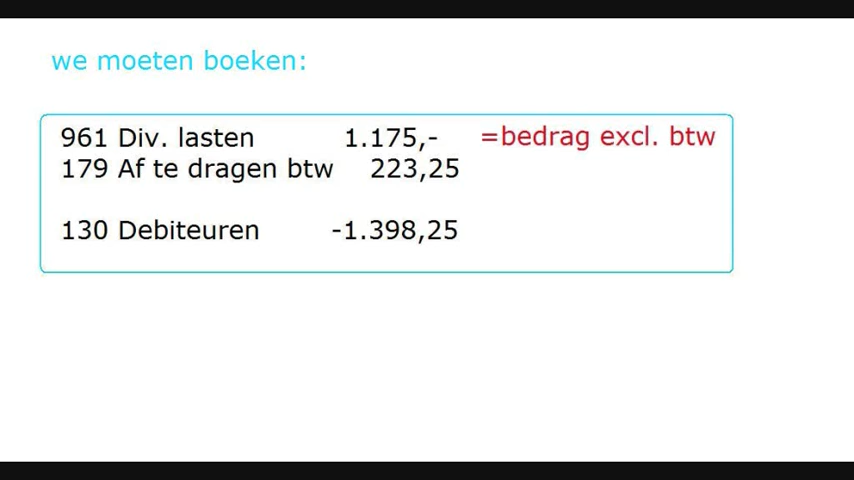 we moeten boeken:
961 Div. lasten 1.175,- =bedrag excl. btw
179 Af te dragen btw 223,25
130 Debiteuren -1.398,25